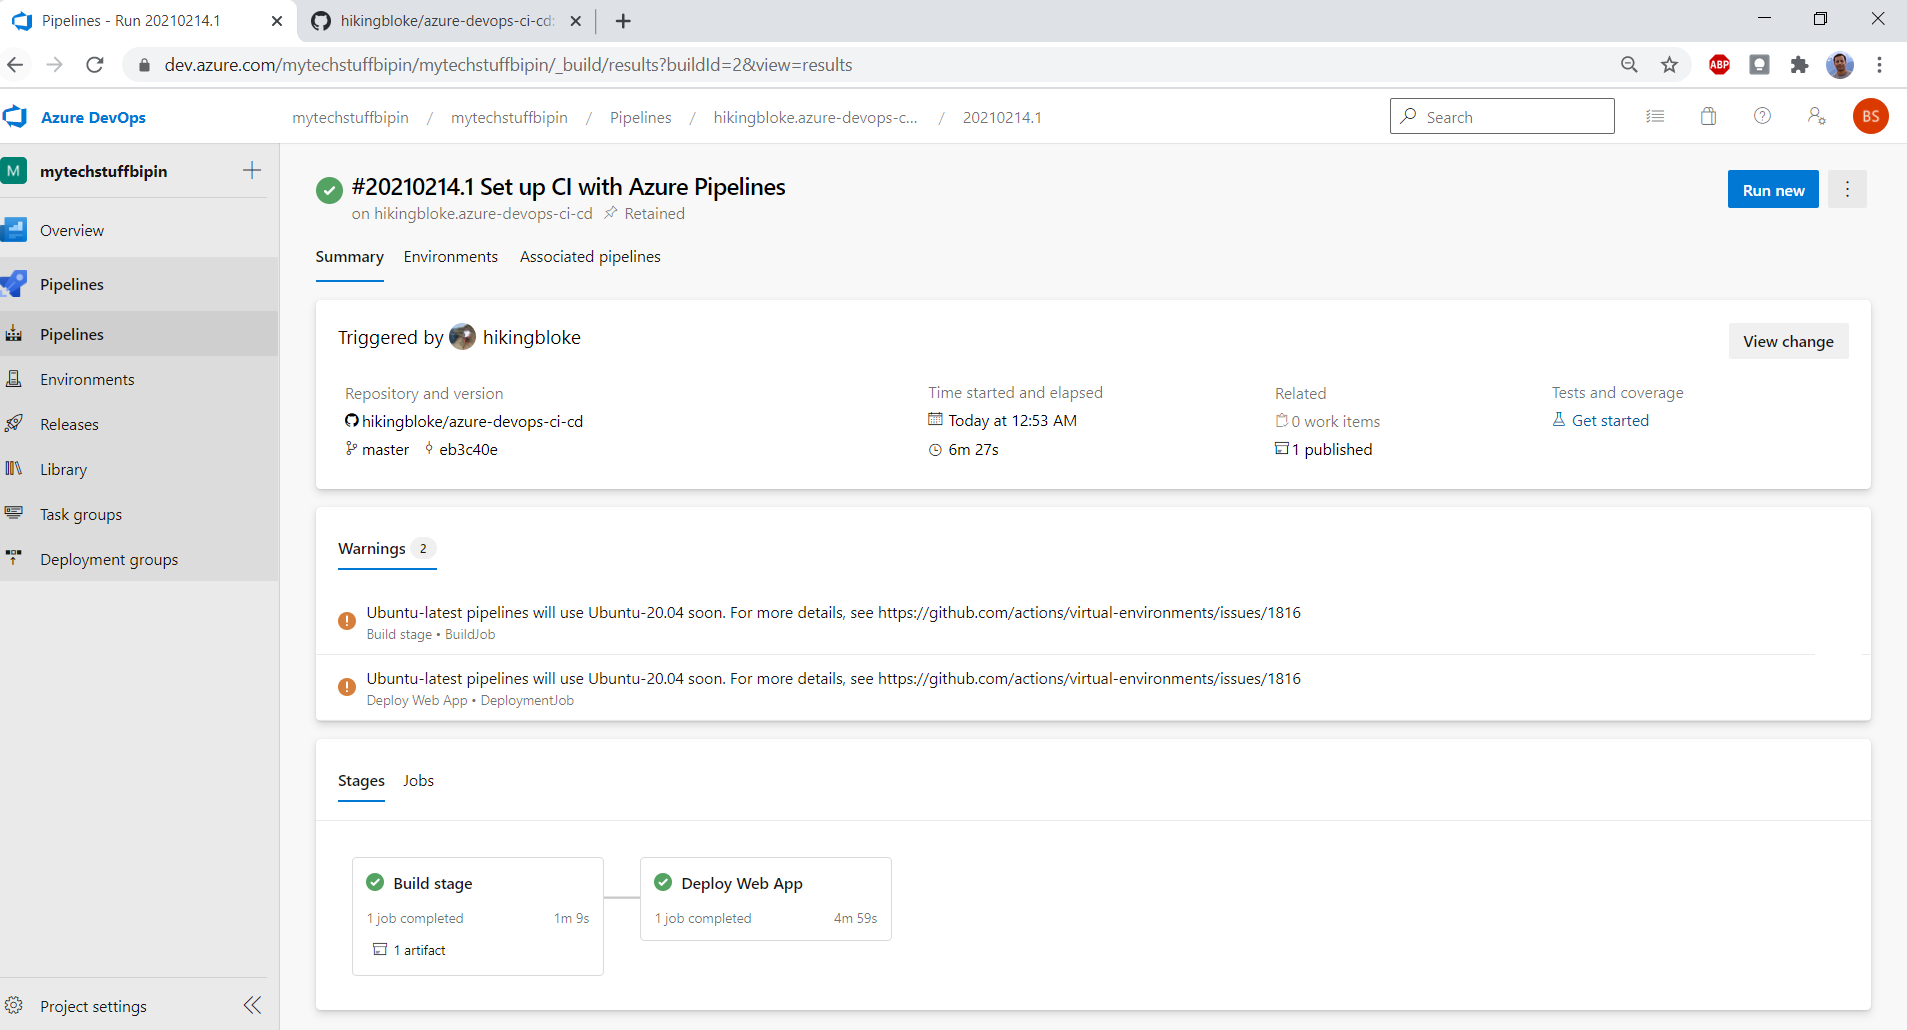 Pipelines - Run 20210214.1
hikingbloke/azure-devops-ci-cd:
dev.azure.com/mytechstuffbipin/mytechstuffbipin/_build/results?buildId=2&view=results
ABP
Azure DevOps
mytechstuffbipin / mytechstuffbipin / Pipelines / hikingbloke.azure-devops-c... / 20210214.1
Search
BS
M mytechstuffbipin
Overview
Pipelines
Pipelines
Environments
Releases
Library
Task groups
Deployment groups
Project settings
#20210214.1 Set up CI with Azure Pipelines
on hikingbloke.azure-devops-ci-cd Retained
Run new
Summary Environments Associated pipelines
Triggered by hikingbloke
View change
Repository and version
hikingbloke/azure-devops-ci-cd
master eb3c40e
Time started and elapsed
Today at 12:53 AM
6m 27s
Related
0 work items
1 published
Tests and coverage
Get started
Warnings 2
Ubuntu-latest pipelines will use Ubuntu-20.04 soon. For more details, see https://github.com/actions/virtual-environments/issues/1816
Build stage • BuildJob
Ubuntu-latest pipelines will use Ubuntu-20.04 soon. For more details, see https://github.com/actions/virtual-environments/issues/1816
Deploy Web App • DeploymentJob
Stages Jobs
Build stage
1 job completed 1m 9s
1 artifact
Deploy Web App
1 job completed 4m 59s